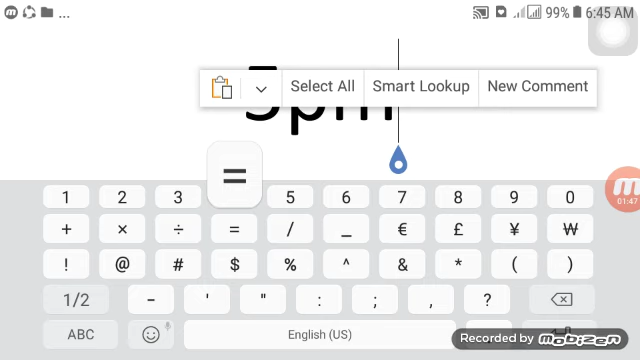 ... 99% 6:45 AM
Select All Smart Lookup New Comment
5pm
=
01:47
1 2 3 5 6 7 8 9 0
+ × ÷ = / _ € £ ¥ ₩
! @ # $ % ^ & * ( )
1/2 - ' " : ; , ?
ABC English (US)
Recorded by mobizen